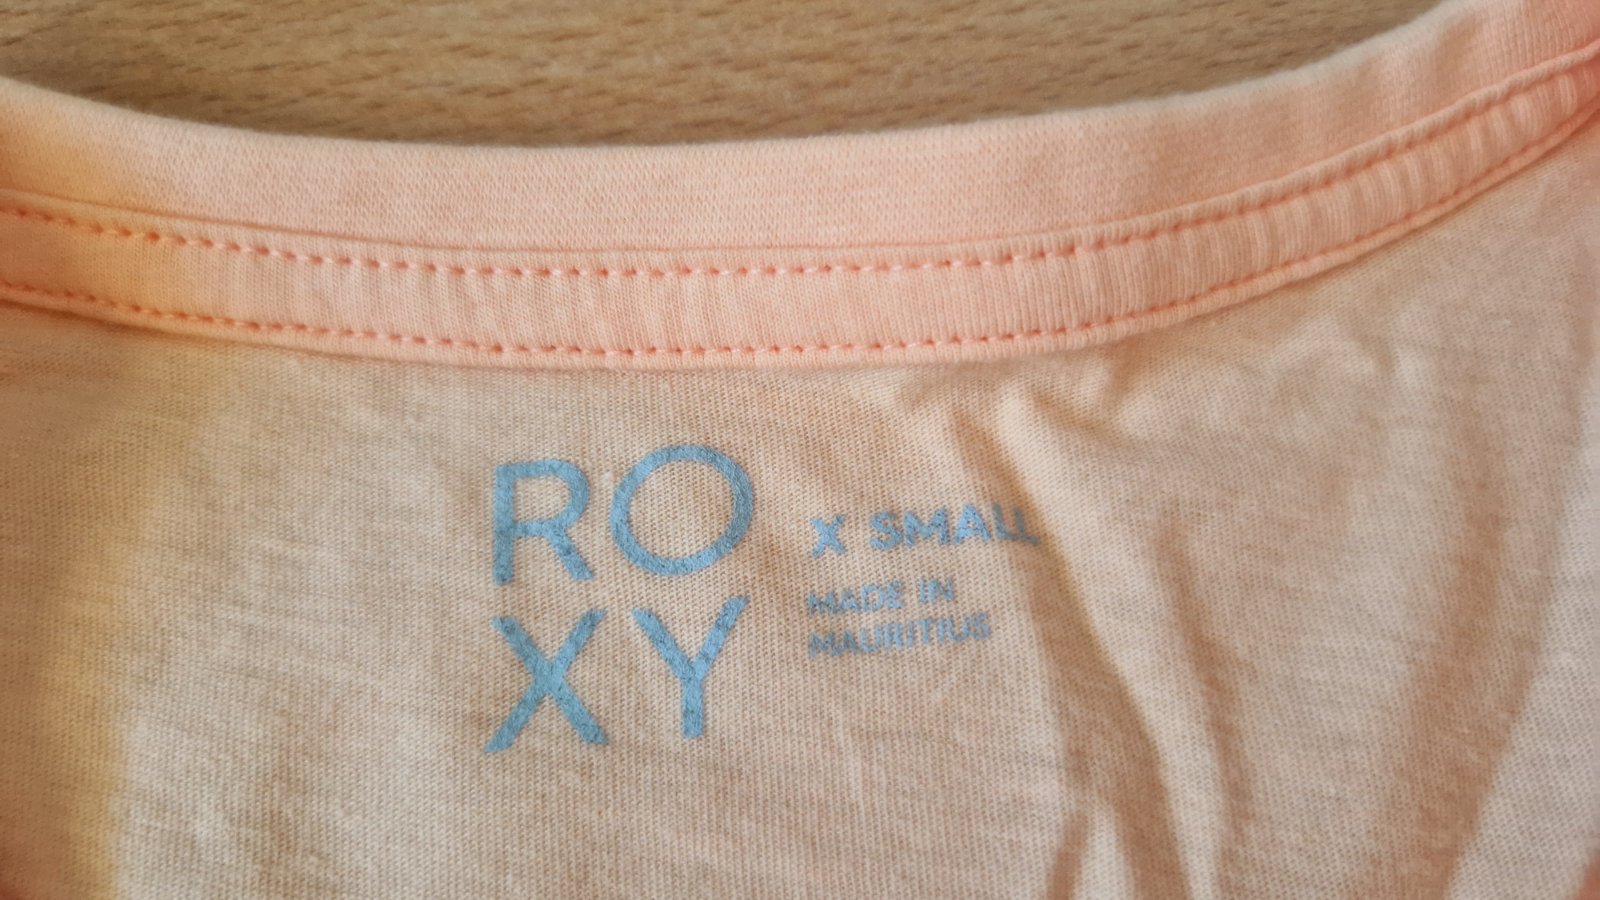 RO
XY
X SMALL
MADE IN
MAURITIUS